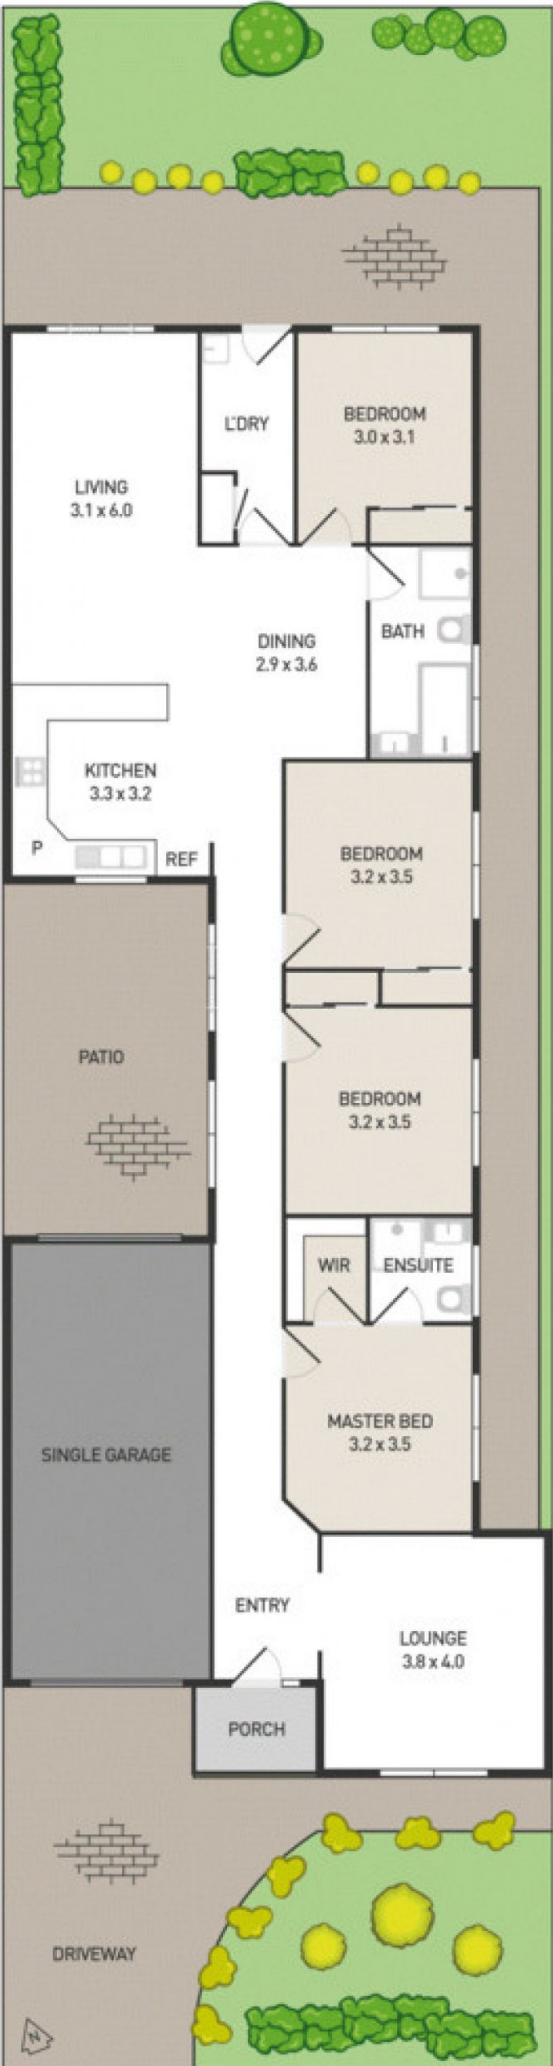 BEDROOM
3.0 x 3.1
L'DRY
LIVING
3.1 x 6.0
BATH
DINING
2.9 x 3.6
KITCHEN
3.3 x 3.2
P
REF
BEDROOM
3.2 x 3.5
PATIO
BEDROOM
3.2 x 3.5
WIR
ENSUITE
MASTER BED
3.2 x 3.5
SINGLE GARAGE
ENTRY
LOUNGE
3.8 x 4.0
PORCH
DRIVEWAY
N